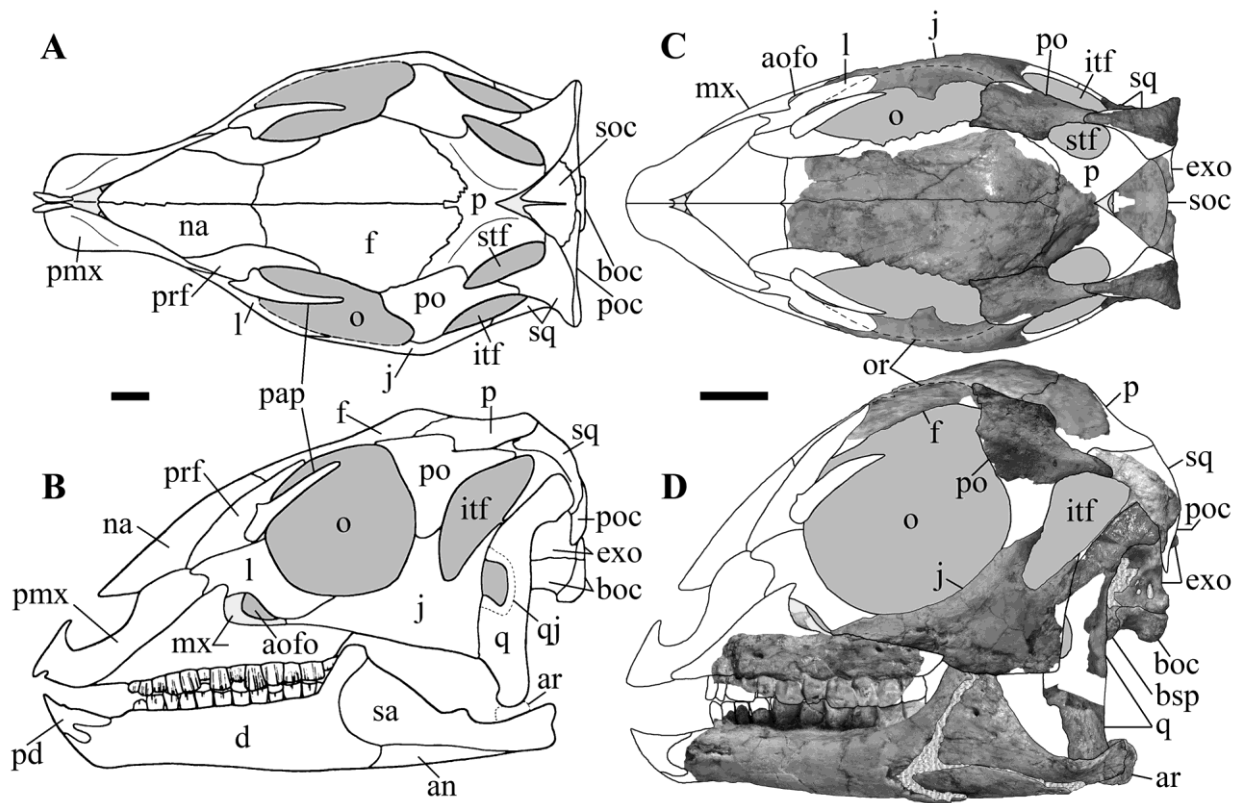 A
soc
p
na
f
stf
pmx
prf
po
boc
l
o
poc
pap
j
itf
sq
C
j
l
po
aofo
itf
mx
sq
o
stf
exo
p
soc
or
B
f
p
sq
prf
po
na
itf
o
poc
l
exo
pmx
j
boc
mx
aofo
q
qj
ar
sa
pd
d
an
D
p
f
sq
po
itf
poc
o
j
exo
boc
bsp
q
ar